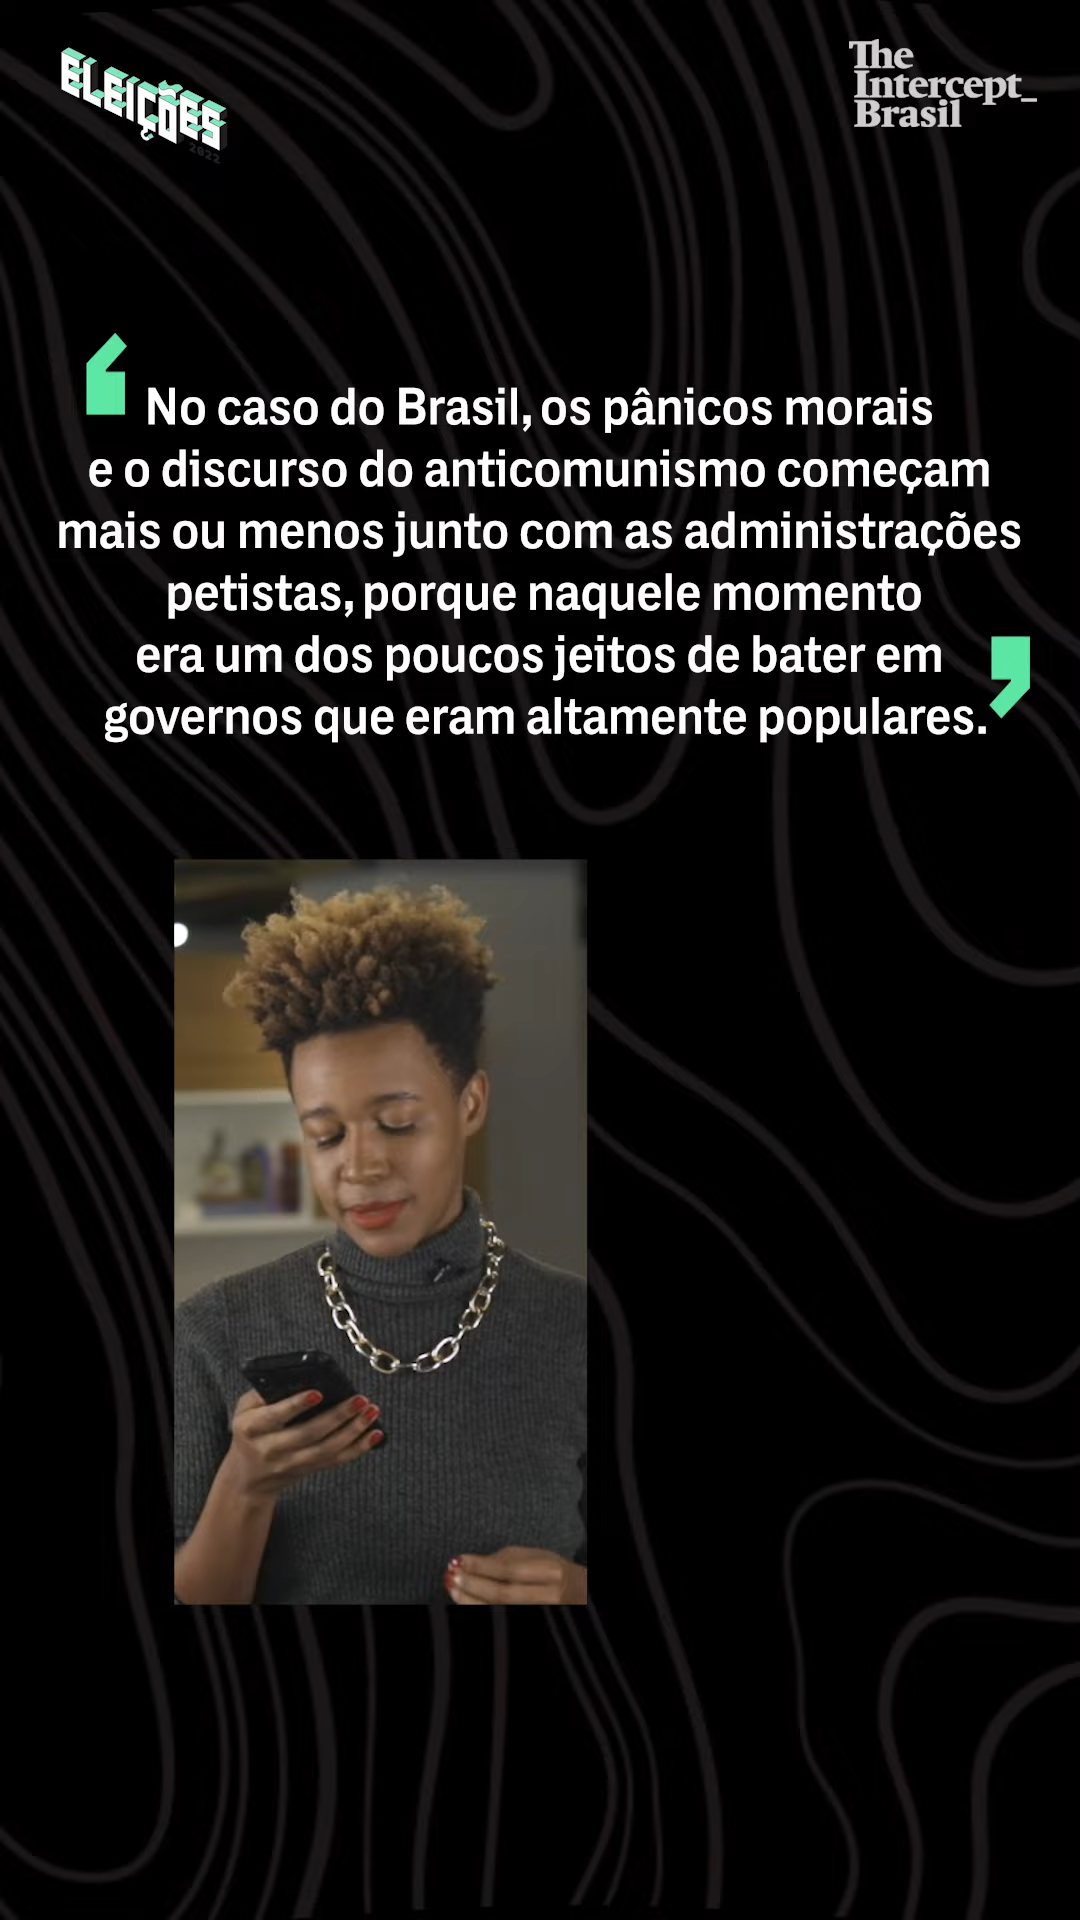 ELEIÇÕES
2022
The
Intercept_
Brasil
‘No caso do Brasil, os pânicos morais
e o discurso do anticomunismo começam
mais ou menos junto com as administrações
petistas, porque naquele momento
era um dos poucos jeitos de bater em
governos que eram altamente populares.’